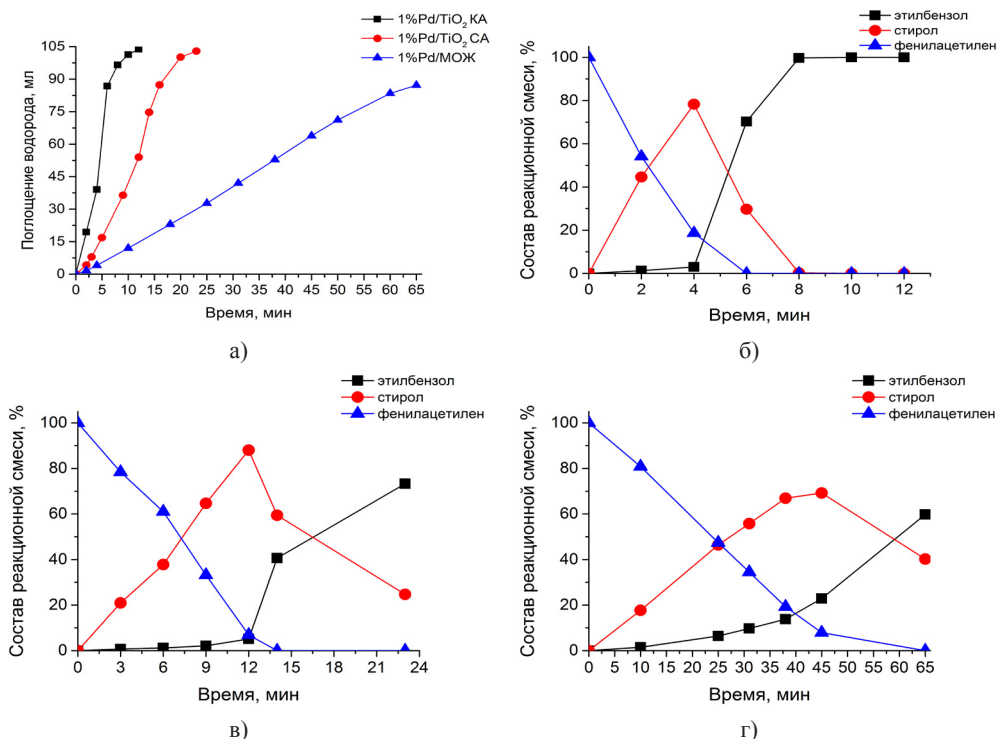 1%Pd/TiO2 КА
1%Pd/TiO2 СА
1%Pd/МОЖ
Поглощение водорода, мл
105
90
75
60
45
30
15
0
0 5 10 15 20 25 30 35 40 45 50 55 60 65
Время, мин
а)
этилбензол
стирол
фенилацетилен
Состав реакционной смеси, %
100
80
60
40
20
0
0 2 4 6 8 10 12
Время, мин
б)
этилбензол
стирол
фенилацетилен
Состав реакционной смеси, %
100
80
60
40
20
0
0 3 6 9 12 15 18 21 24
Время, мин
в)
этилбензол
стирол
фенилацетилен
Состав реакционной смеси, %
100
80
60
40
20
0
0 5 10 15 20 25 30 35 40 45 50 55 60 65
Время, мин
г)